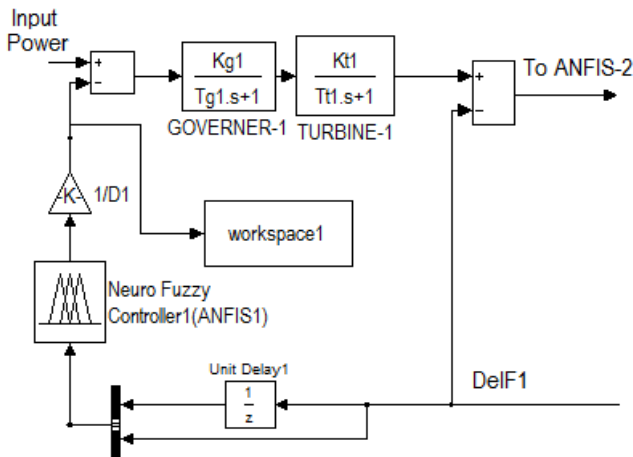 Input
Power
+
−
Kg1
Tg1.s+1
GOVERNER-1
Kt1
Tt1.s+1
TURBINE-1
+
−
To ANFIS-2
-K-
1/D1
workspace1
Neuro Fuzzy
Controller1(ANFIS1)
Unit Delay1
1
z
DelF1